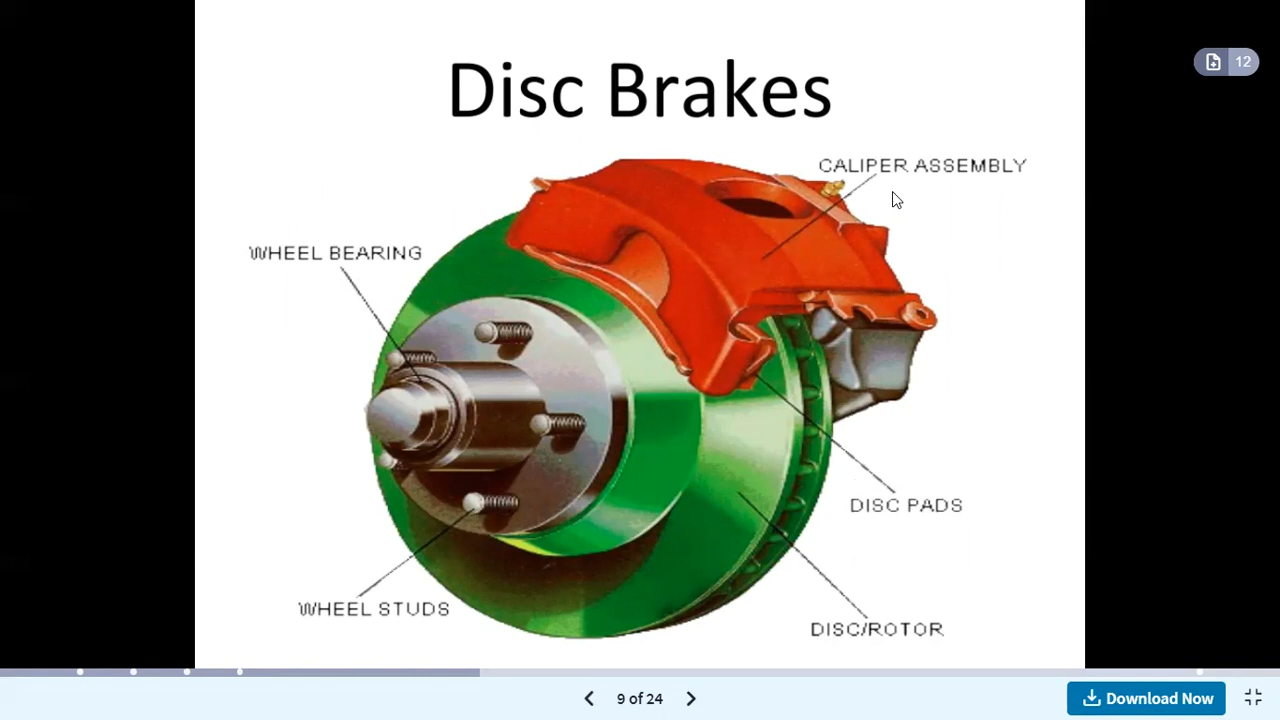 Disc Brakes
12
CALIPER ASSEMBLY
WHEEL BEARING
DISC PADS
WHEEL STUDS
DISC/ROTOR
9 of 24
Download Now